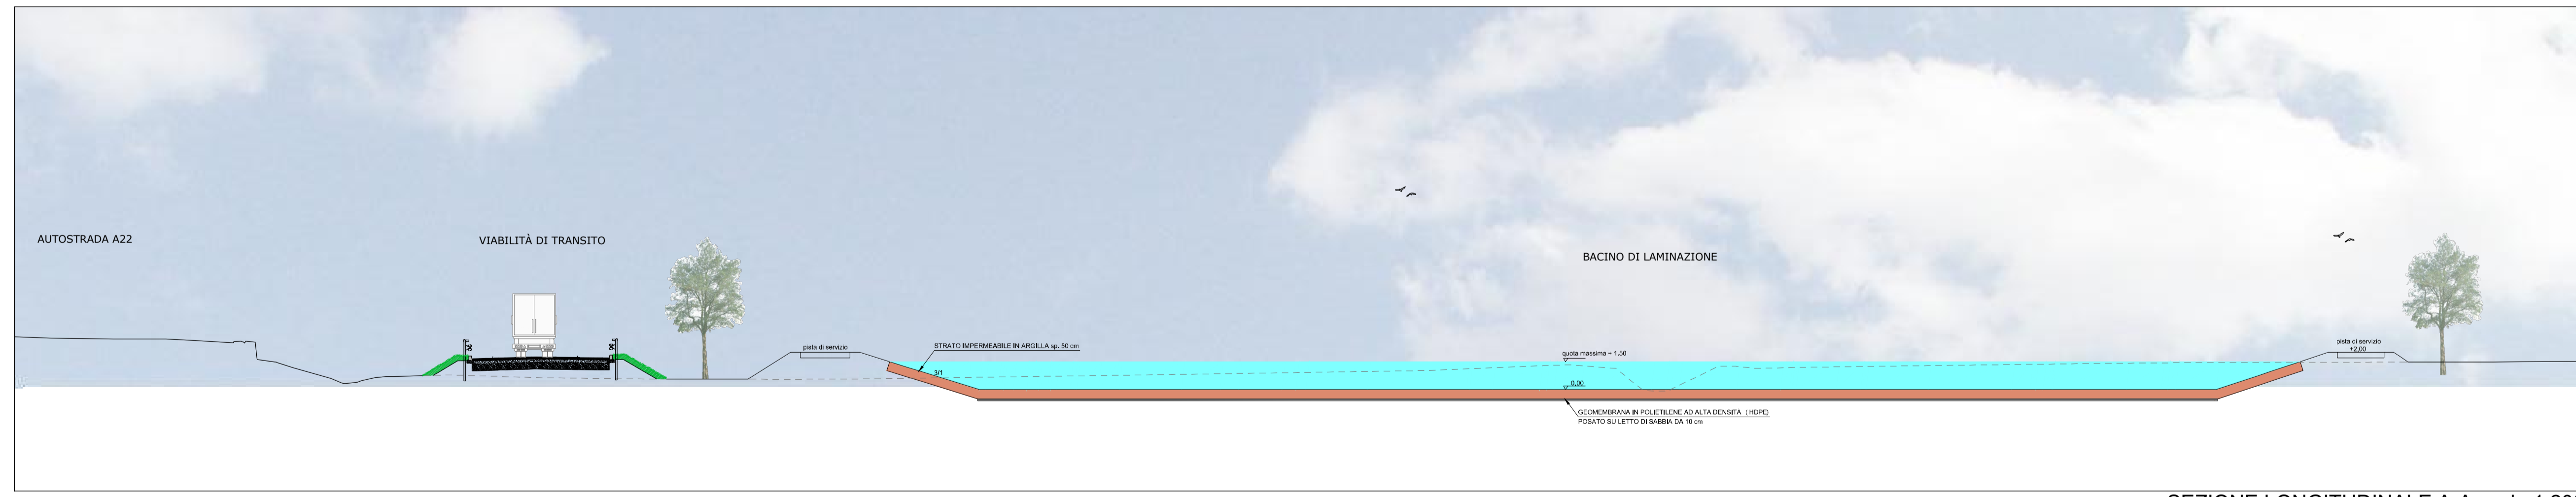 AUTOSTRADA A22
VIABILITÀ DI TRANSITO
BACINO DI LAMINAZIONE
pista di servizio
STRATO IMPERMEABILE IN ARGILLA sp. 50 cm
3/1
quota massima + 1.50
0.00
pista di servizio
+2,00
GEOMEMBRANA IN POLIETILENE AD ALTA DENSITÀ ( HDPE)
POSATO SU LETTO DI SABBIA DA 10 cm